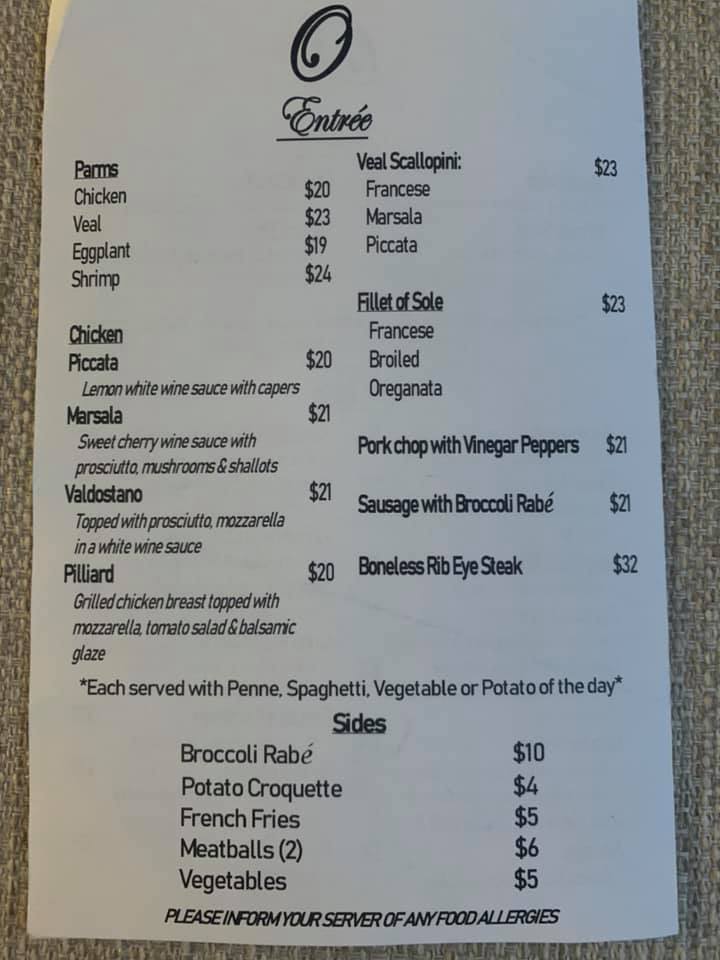 O
Entrée
Parms
Chicken $20
Veal $23
Eggplant $19
Shrimp $24
Chicken
Piccata $20
Lemon white wine sauce with capers
Marsala $21
Sweet cherry wine sauce with
prosciutto, mushrooms & shallots
Valdostano $21
Topped with prosciutto, mozzarella
in a white wine sauce
Pilliard $20
Grilled chicken breast topped with
mozzarella, tomato salad & balsamic
glaze
Veal Scallopini: $23
Francese
Marsala
Piccata
Fillet of Sole $23
Francese
Broiled
Oreganata
Pork chop with Vinegar Peppers $21
Sausage with Broccoli Rabé $21
Boneless Rib Eye Steak $32
*Each served with Penne, Spaghetti, Vegetable or Potato of the day*
Sides
Broccoli Rabé $10
Potato Croquette $4
French Fries $5
Meatballs (2) $6
Vegetables $5
PLEASE INFORM YOUR SERVER OF ANY FOOD ALLERGIES